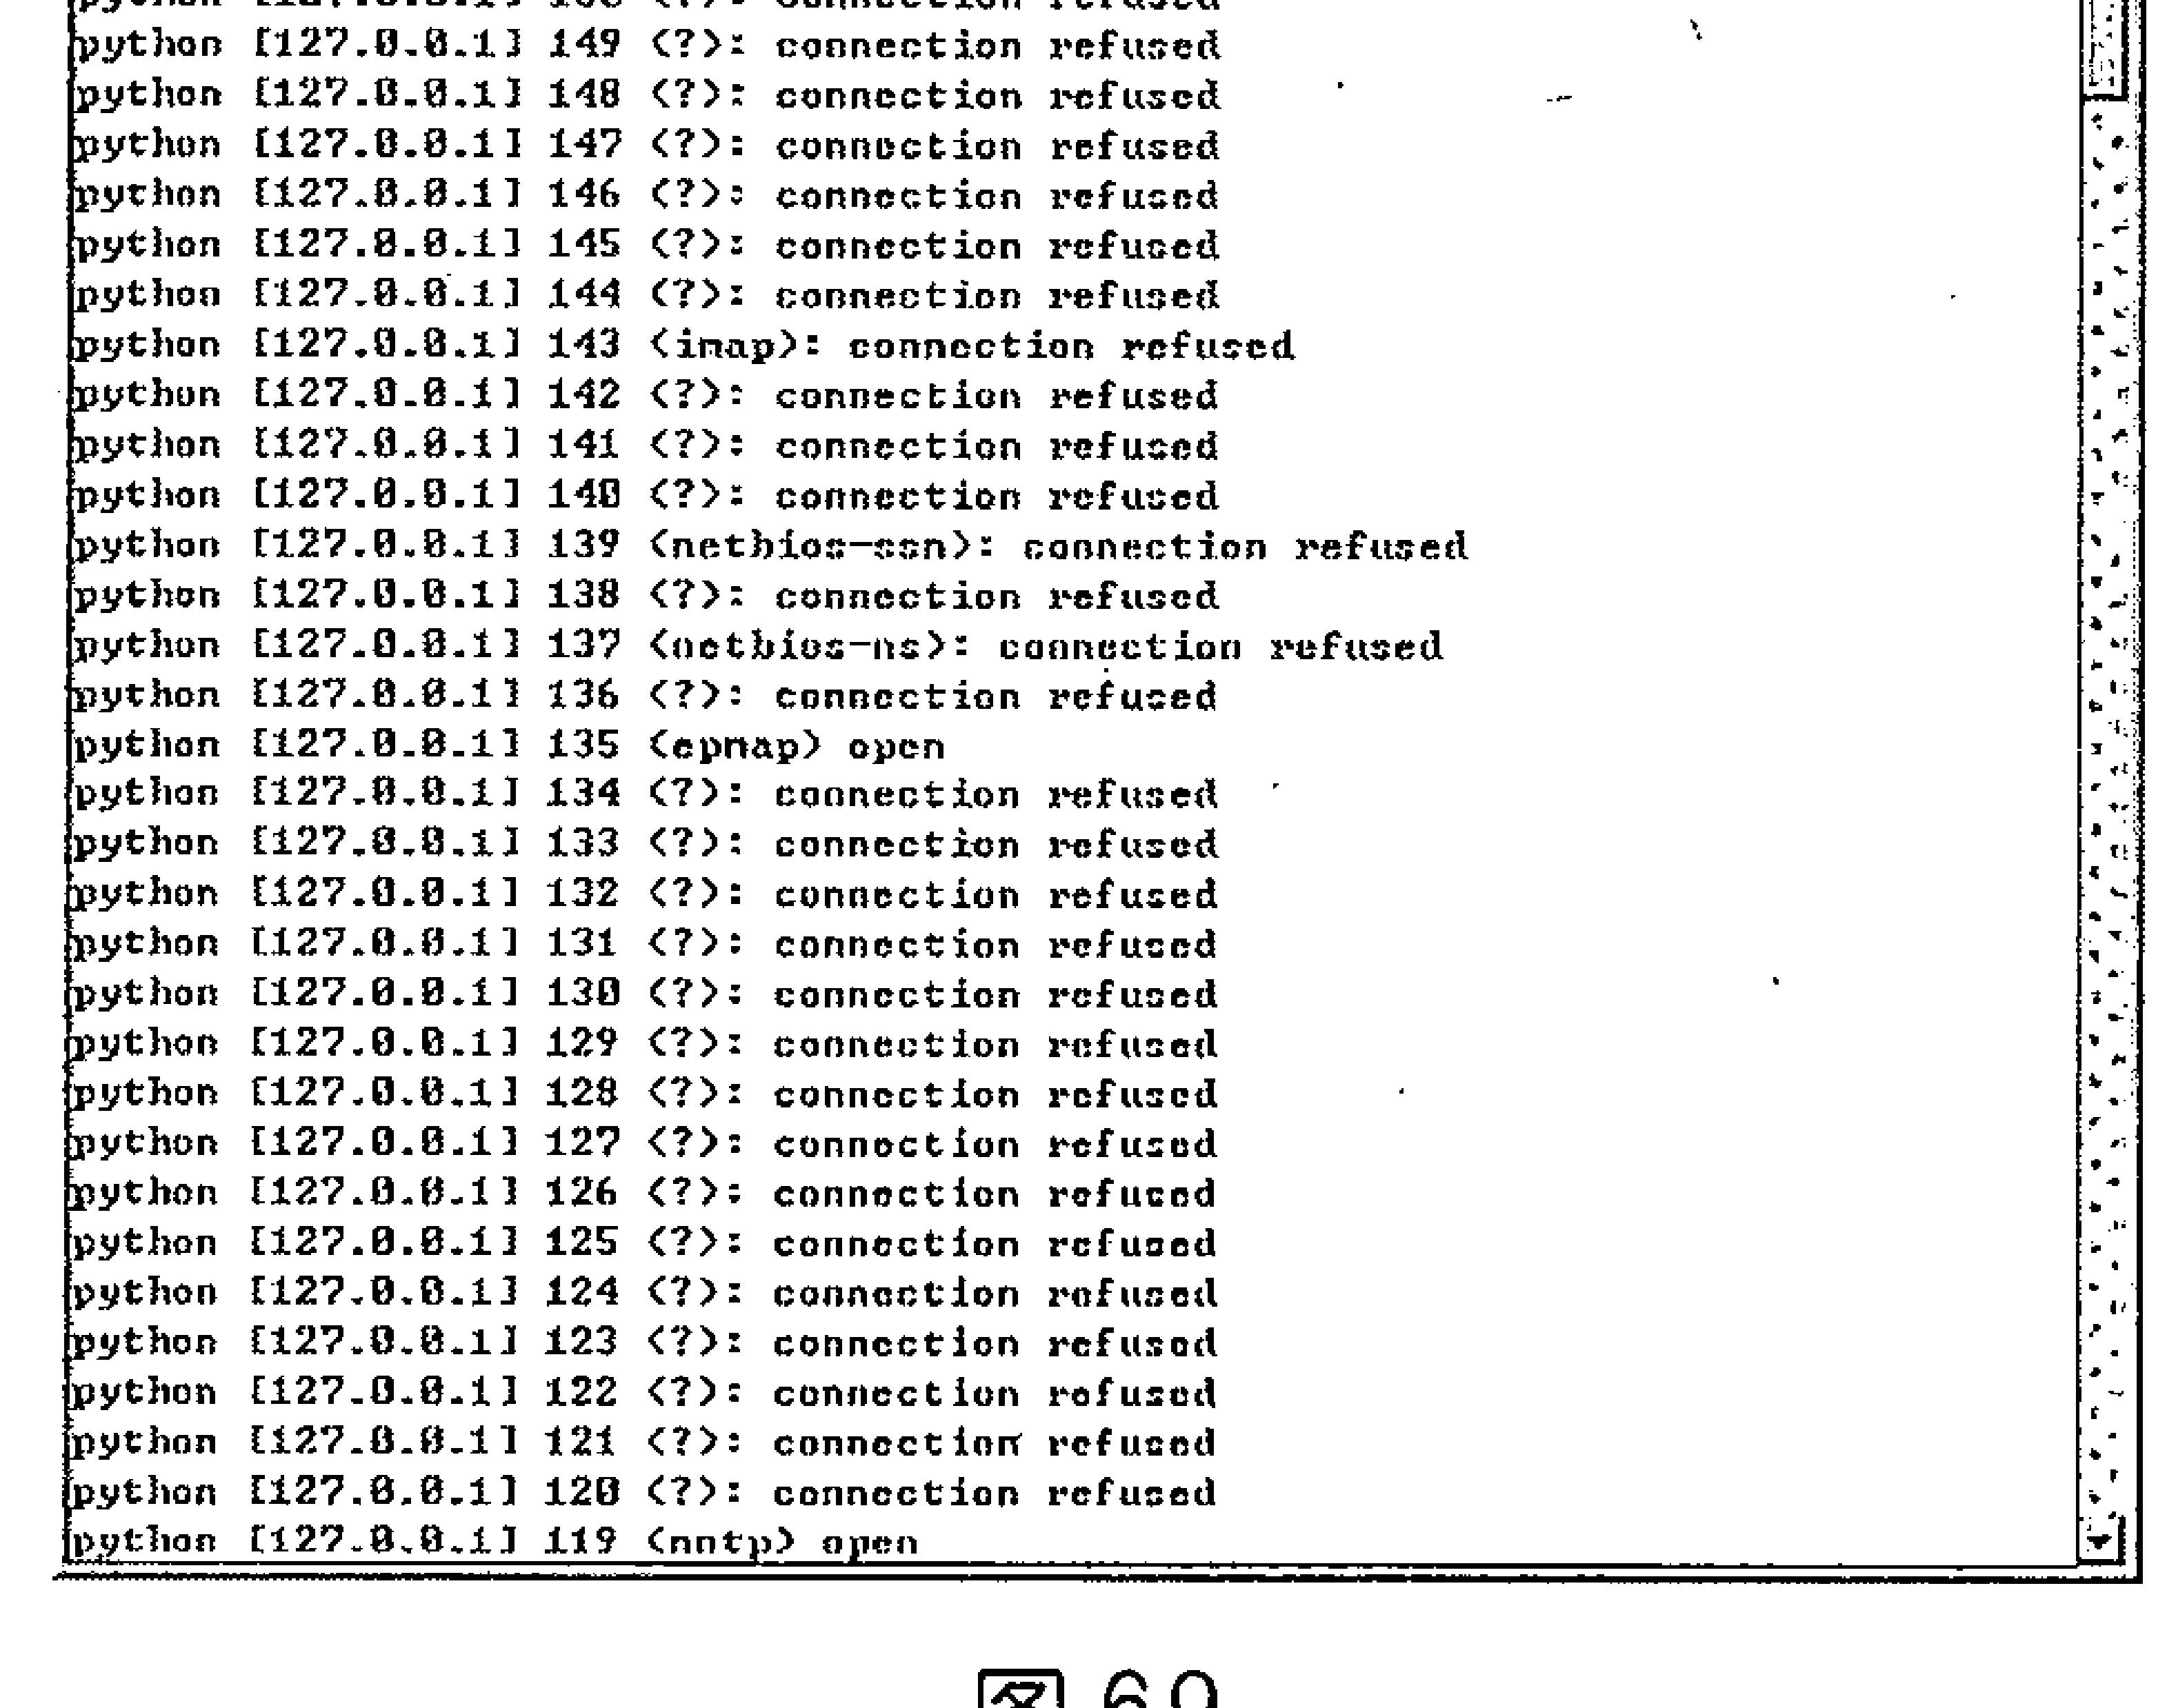 python [127.0.0.1] 149 (?): connection refused
python [127.0.0.1] 148 (?): connection refused
python [127.0.0.1] 147 (?): connection refused
python [127.0.0.1] 146 (?): connection refused
python [127.0.0.1] 145 (?): connection refused
python [127.0.0.1] 144 (?): connection refused
python [127.0.0.1] 143 (imap): connection refused
python [127.0.0.1] 142 (?): connection refused
python [127.0.0.1] 141 (?): connection refused
python [127.0.0.1] 140 (?): connection refused
python [127.0.0.1] 139 (netbios-ssn): connection refused
python [127.0.0.1] 138 (?): connection refused
python [127.0.0.1] 137 (netbios-ns): connection refused
python [127.0.0.1] 136 (?): connection refused
python [127.0.0.1] 135 (epmap) open
python [127.0.0.1] 134 (?): connection refused
python [127.0.0.1] 133 (?): connection refused
python [127.0.0.1] 132 (?): connection refused
python [127.0.0.1] 131 (?): connection refused
python [127.0.0.1] 130 (?): connection refused
python [127.0.0.1] 129 (?): connection refused
python [127.0.0.1] 128 (?): connection refused
python [127.0.0.1] 127 (?): connection refused
python [127.0.0.1] 126 (?): connection refused
python [127.0.0.1] 125 (?): connection refused
python [127.0.0.1] 124 (?): connection refused
python [127.0.0.1] 123 (?): connection refused
python [127.0.0.1] 122 (?): connection refused
python [127.0.0.1] 121 (?): connection refused
python [127.0.0.1] 120 (?): connection refused
python [127.0.0.1] 119 (nntp) open